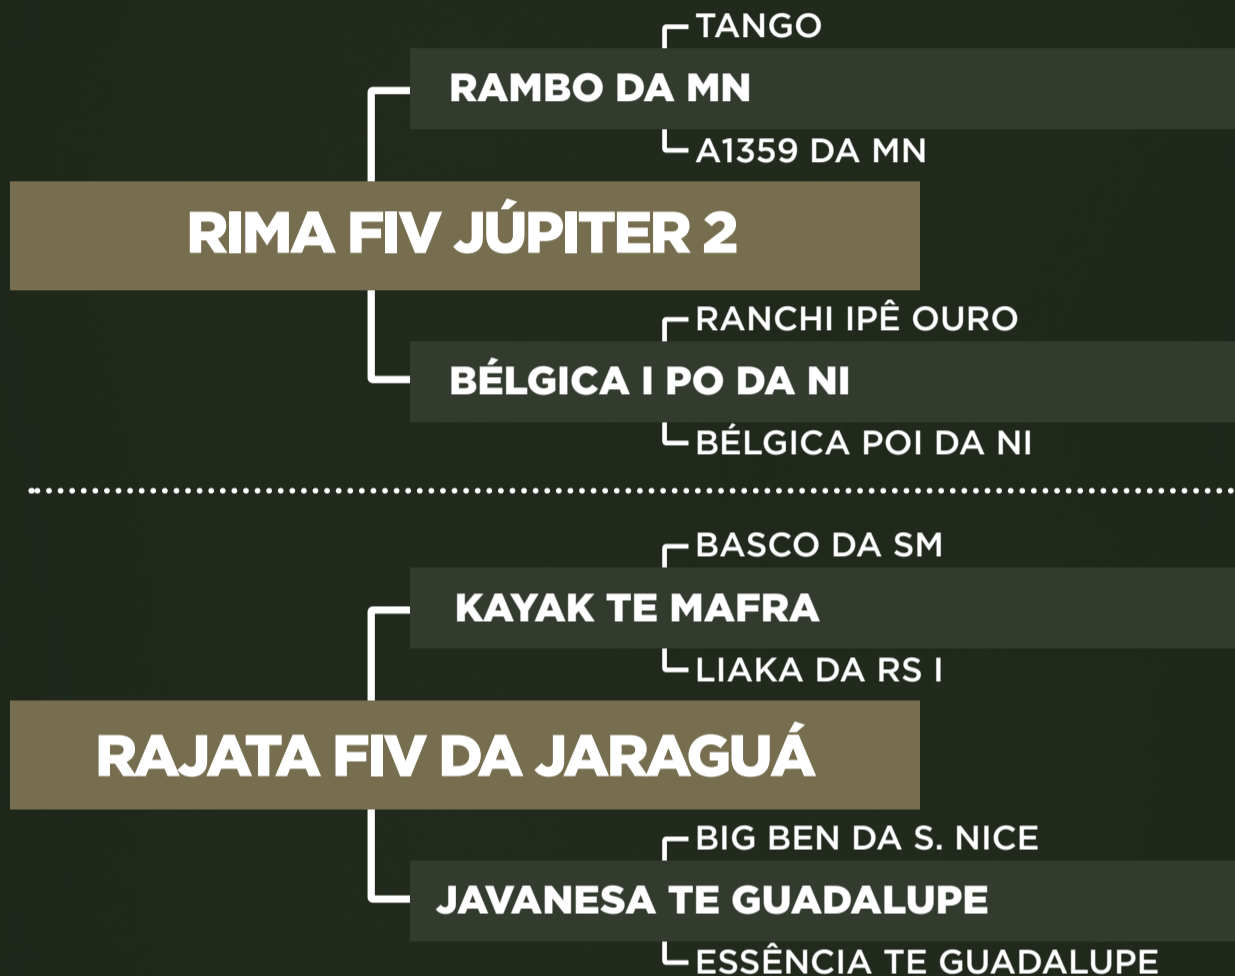 TANGO
RAMBO DA MN
A1359 DA MN
RIMA FIV JÚPITER 2
RANCHI IPÊ OURO
BÉLGICA I PO DA NI
BÉLGICA POI DA NI
BASCO DA SM
KAYAK TE MAFRA
LIAKA DA RS I
RAJATA FIV DA JARAGUÁ
BIG BEN DA S. NICE
JAVANESA TE GUADALUPE
ESSÊNCIA TE GUADALUPE